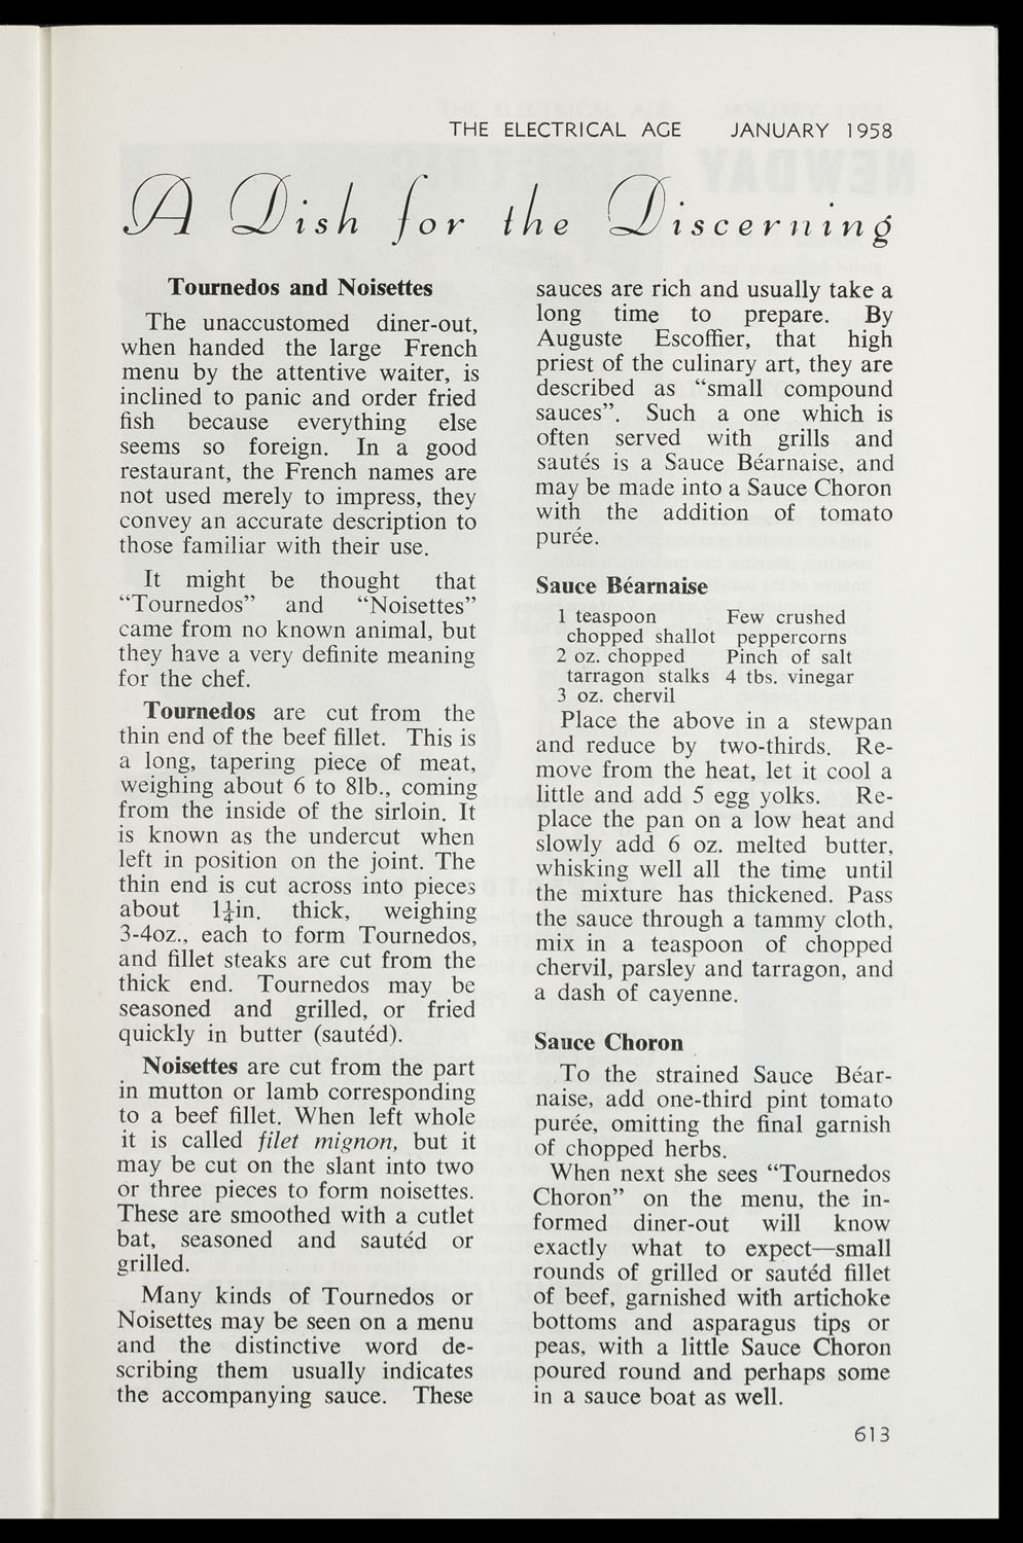 THE ELECTRICAL AGE JANUARY 1958
A Dish for the Discerning
Tournedos and Noisettes
The unaccustomed diner-out,
when handed the large French
menu by the attentive waiter, is
inclined to panic and order fried
fish because everything else
seems so foreign. In a good
restaurant, the French names are
not used merely to impress, they
convey an accurate description to
those familiar with their use.
It might be thought that
“Tournedos” and “Noisettes”
came from no known animal, but
they have a very definite meaning
for the chef.
Tournedos are cut from the
thin end of the beef fillet. This is
a long, tapering piece of meat,
weighing about 6 to 8lb., coming
from the inside of the sirloin. It
is known as the undercut when
left in position on the joint. The
thin end is cut across into pieces
about 1¼in. thick, weighing
3-4oz., each to form Tournedos,
and fillet steaks are cut from the
thick end. Tournedos may be
seasoned and grilled, or fried
quickly in butter (sautéd).
Noisettes are cut from the part
in mutton or lamb corresponding
to a beef fillet. When left whole
it is called filet mignon, but it
may be cut on the slant into two
or three pieces to form noisettes.
These are smoothed with a cutlet
bat, seasoned and sautéd or
grilled.
Many kinds of Tournedos or
Noisettes may be seen on a menu
and the distinctive word de-
scribing them usually indicates
the accompanying sauce. These
sauces are rich and usually take a
long time to prepare. By
Auguste Escoffier, that high
priest of the culinary art, they are
described as “small compound
sauces”. Such a one which is
often served with grills and
sautés is a Sauce Béarnaise, and
may be made into a Sauce Choron
with the addition of tomato
purée.
Sauce Béarnaise
1 teaspoon Few crushed
chopped shallot peppercorns
2 oz. chopped Pinch of salt
tarragon stalks 4 tbs. vinegar
3 oz. chervil
Place the above in a stewpan
and reduce by two-thirds. Re-
move from the heat, let it cool a
little and add 5 egg yolks. Re-
place the pan on a low heat and
slowly add 6 oz. melted butter,
whisking well all the time until
the mixture has thickened. Pass
the sauce through a tammy cloth,
mix in a teaspoon of chopped
chervil, parsley and tarragon, and
a dash of cayenne.
Sauce Choron
To the strained Sauce Béar-
naise, add one-third pint tomato
purée, omitting the final garnish
of chopped herbs.
When next she sees “Tournedos
Choron” on the menu, the in-
formed diner-out will know
exactly what to expect—small
rounds of grilled or sautéd fillet
of beef, garnished with artichoke
bottoms and asparagus tips or
peas, with a little Sauce Choron
poured round and perhaps some
in a sauce boat as well.
613